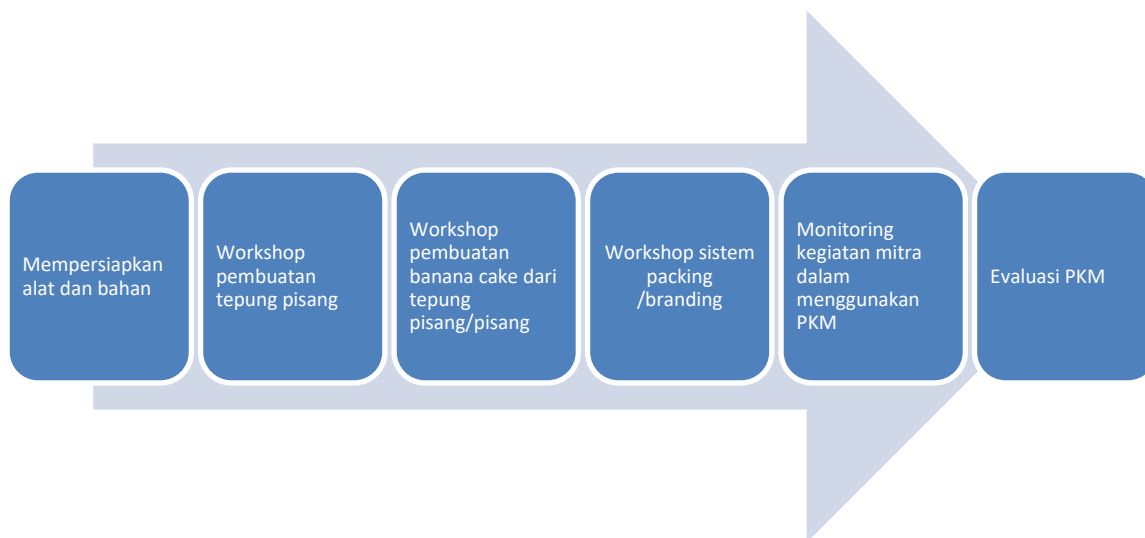 Mempersiapkan
alat dan bahan
Workshop
pembuatan
tepung pisang
Workshop
pembuatan
banana cake dari
tepung
pisang/pisang
Workshop sistem
packing
/branding
Monitoring
kegiatan mitra
dalam
menggunakan
PKM
Evaluasi PKM